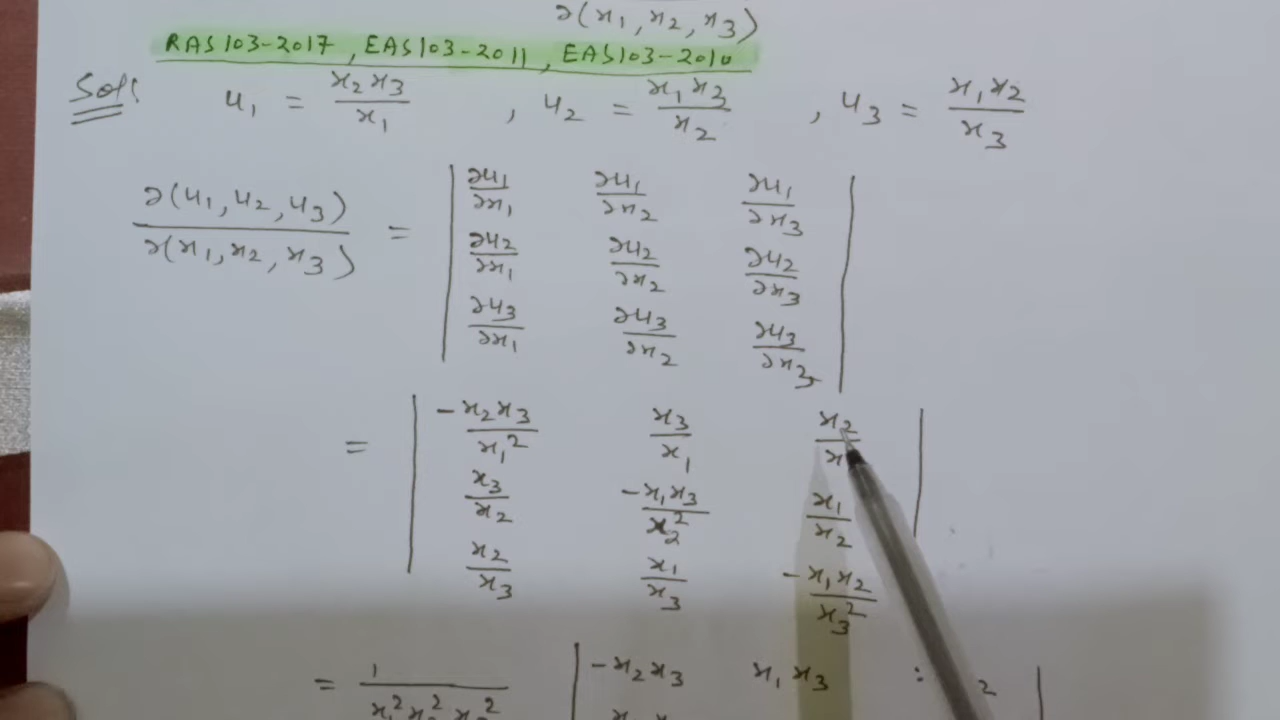 ∂(x₁, x₂, x₃)
RAS103-2017, EAS103-2011, EAS103-2010
Sol:
u₁ = x₂x₃/x₁ , u₂ = x₁x₃/x₂ , u₃ = x₁x₂/x₃
∂(u₁, u₂, u₃)/∂(x₁, x₂, x₃) = | ∂u₁/∂x₁ ∂u₁/∂x₂ ∂u₁/∂x₃ |
| ∂u₂/∂x₁ ∂u₂/∂x₂ ∂u₂/∂x₃ |
| ∂u₃/∂x₁ ∂u₃/∂x₂ ∂u₃/∂x₃ |
= | -x₂x₃/x₁² x₃/x₁ x₂/x |
| x₃/x₂ -x₁x₃/x₂² x₁/x₂ |
| x₂/x₃ x₁/x₃ -x₁x₂/x₃² |
= 1/x₁² | -x₂x₃ x₁x₃ ₂ |